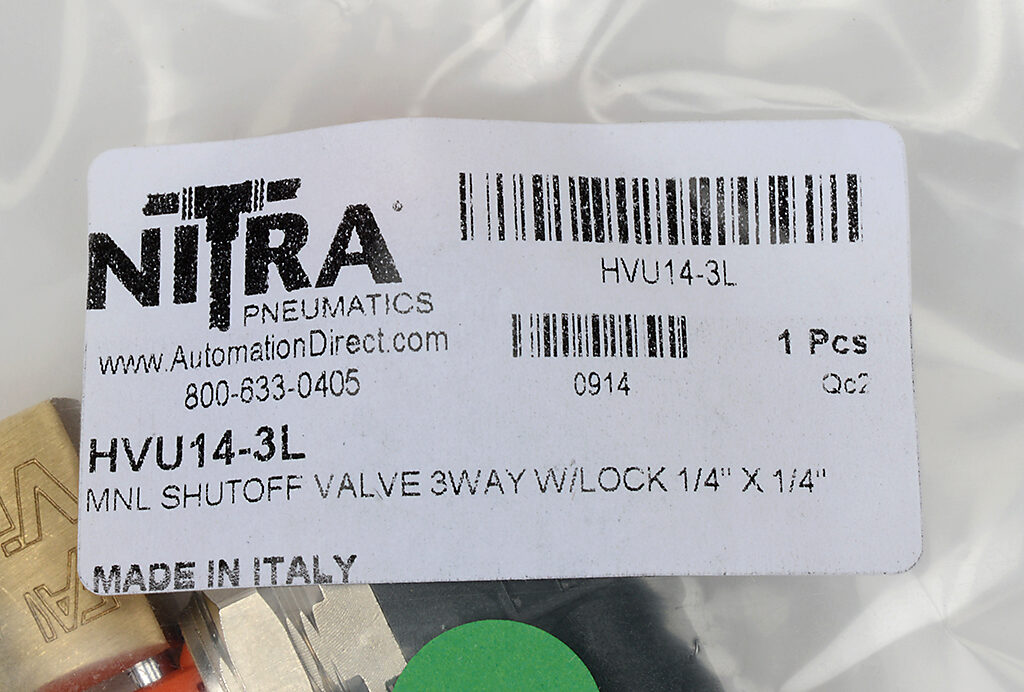 NITRA®
PNEUMATICS
www.AutomationDirect.com
800-633-0405
HVU14-3L
0914
1 Pcs
Qc2
HVU14-3L
MNL SHUTOFF VALVE 3WAY W/LOCK 1/4" X 1/4"
MADE IN ITALY